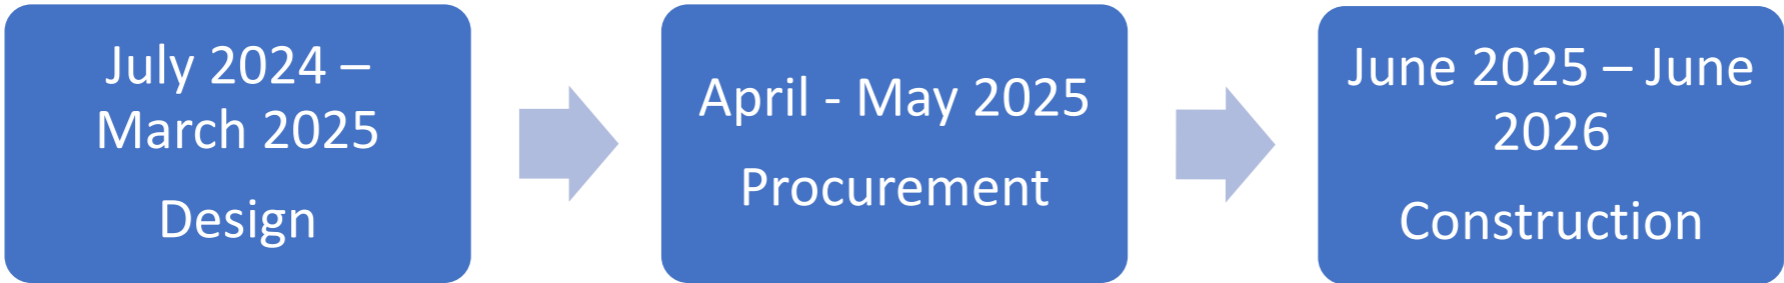 July 2024 –
March 2025
Design
April - May 2025
Procurement
June 2025 – June
2026
Construction